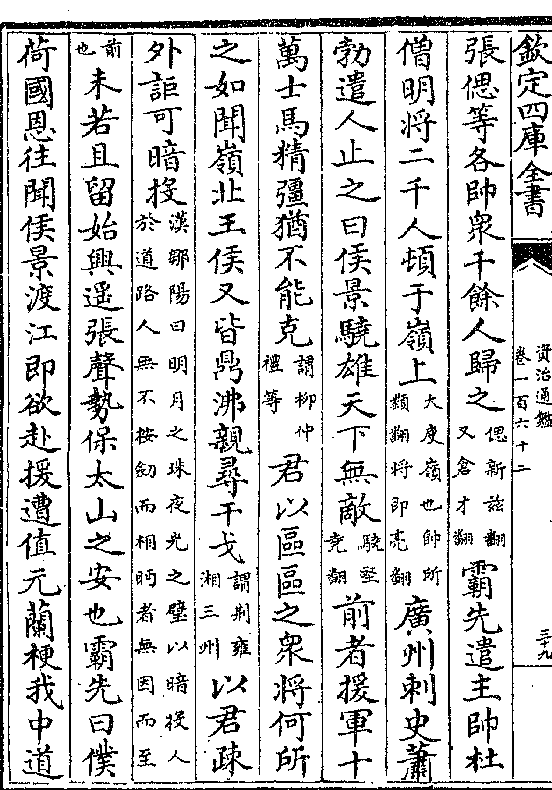 欽定四庫全書
資治通鑑
卷一百六十二
三十九
張偲等各帥衆千餘人歸之偲新兹翻又倉才翻霸先遣主帥杜
僧明将二千人頓于嶺上大庾嶺也帥所類翻将即亮翻廣州刺史蕭
勃遣人止之曰侯景驍雄天下無敵驍堅堯翻前者援軍十
萬士馬精彊猶不能克謂柳仲禮等君以區區之衆将何所
之如聞嶺北王侯又皆鼎沸親尋干戈謂荆雍湘三州以君疎
外詎可暗投漢鄒陽曰明月之珠夜光之璧以暗投人於道路人無不按劒而相眄者無因而至
前也未若且留始興遥張聲勢保太山之安也霸先曰僕
荷國恩徃聞侯景渡江即欲赴援遭值元蘭梗我中道